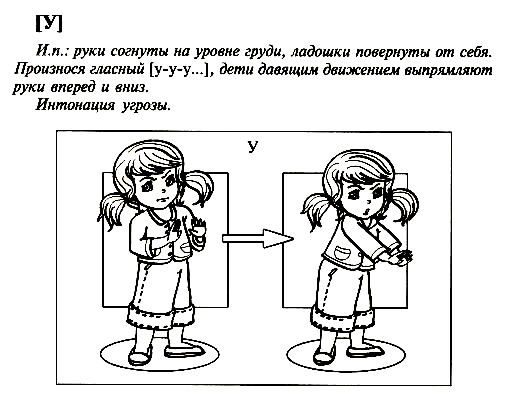 [У]
И.п.: руки согнуты на уровне груди, ладошки повернуты от себя.
Произнося гласный [у-у-у...], дети давящим движением выпрямляют
руки вперед и вниз.
Интонация угрозы.
У